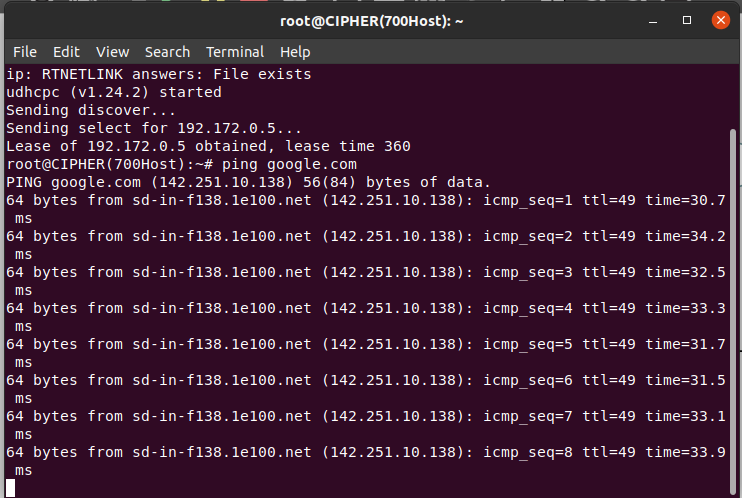 root@CIPHER(700Host): ~
File Edit View Search Terminal Help
ip: RTNETLINK answers: File exists
udhcpc (v1.24.2) started
Sending discover...
Sending select for 192.172.0.5...
Lease of 192.172.0.5 obtained, lease time 360
root@CIPHER(700Host):~# ping google.com
PING google.com (142.251.10.138) 56(84) bytes of data.
64 bytes from sd-in-f138.1e100.net (142.251.10.138): icmp_seq=1 ttl=49 time=30.7
 ms
64 bytes from sd-in-f138.1e100.net (142.251.10.138): icmp_seq=2 ttl=49 time=34.2
 ms
64 bytes from sd-in-f138.1e100.net (142.251.10.138): icmp_seq=3 ttl=49 time=32.5
 ms
64 bytes from sd-in-f138.1e100.net (142.251.10.138): icmp_seq=4 ttl=49 time=33.3
 ms
64 bytes from sd-in-f138.1e100.net (142.251.10.138): icmp_seq=5 ttl=49 time=31.7
 ms
64 bytes from sd-in-f138.1e100.net (142.251.10.138): icmp_seq=6 ttl=49 time=31.5
 ms
64 bytes from sd-in-f138.1e100.net (142.251.10.138): icmp_seq=7 ttl=49 time=33.1
 ms
64 bytes from sd-in-f138.1e100.net (142.251.10.138): icmp_seq=8 ttl=49 time=33.9
 ms